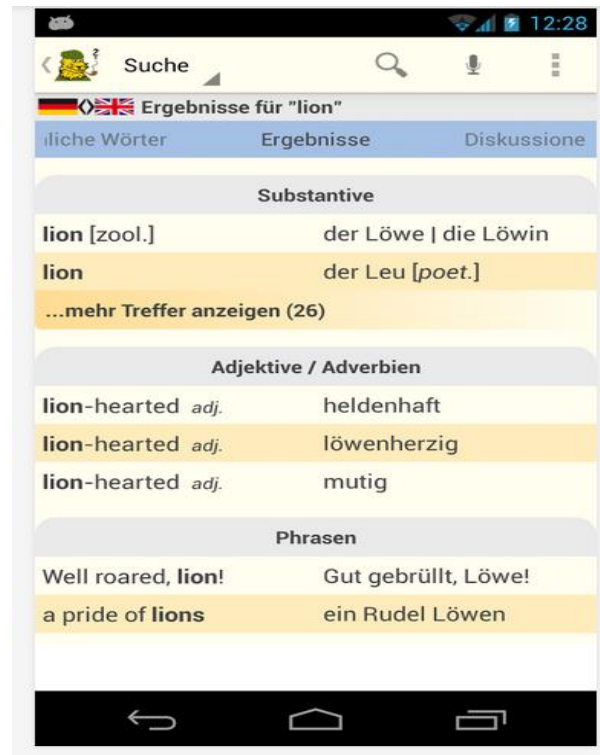 12:28
Suche
Ergebnisse für "lion"
liche Wörter Ergebnisse Diskussione
Substantive
lion [zool.] der Löwe | die Löwin
lion der Leu [poet.]
...mehr Treffer anzeigen (26)
Adjektive / Adverbien
lion-hearted adj. heldenhaft
lion-hearted adj. löwenherzig
lion-hearted adj. mutig
Phrasen
Well roared, lion! Gut gebrüllt, Löwe!
a pride of lions ein Rudel Löwen